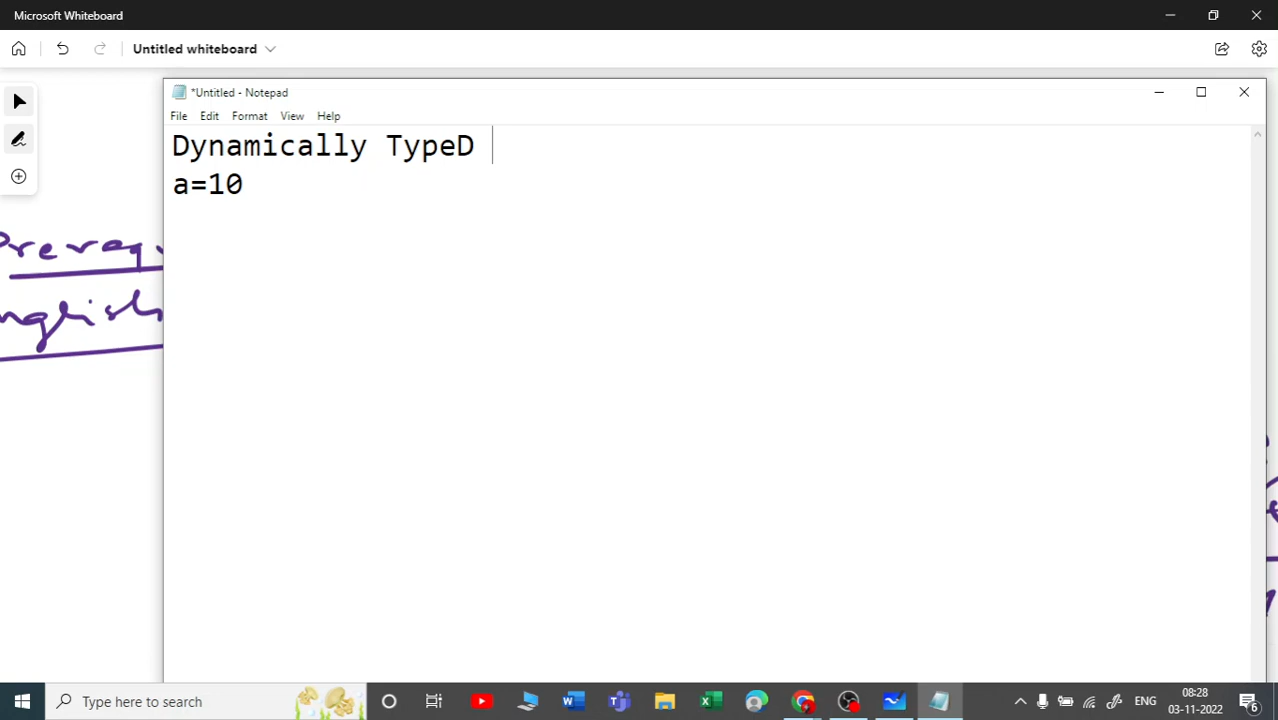 Microsoft Whiteboard
Untitled whiteboard
*Untitled - Notepad
File Edit Format View Help
Dynamically TypeD
a=10
Type here to search
ENG
08:28
03-11-2022
6